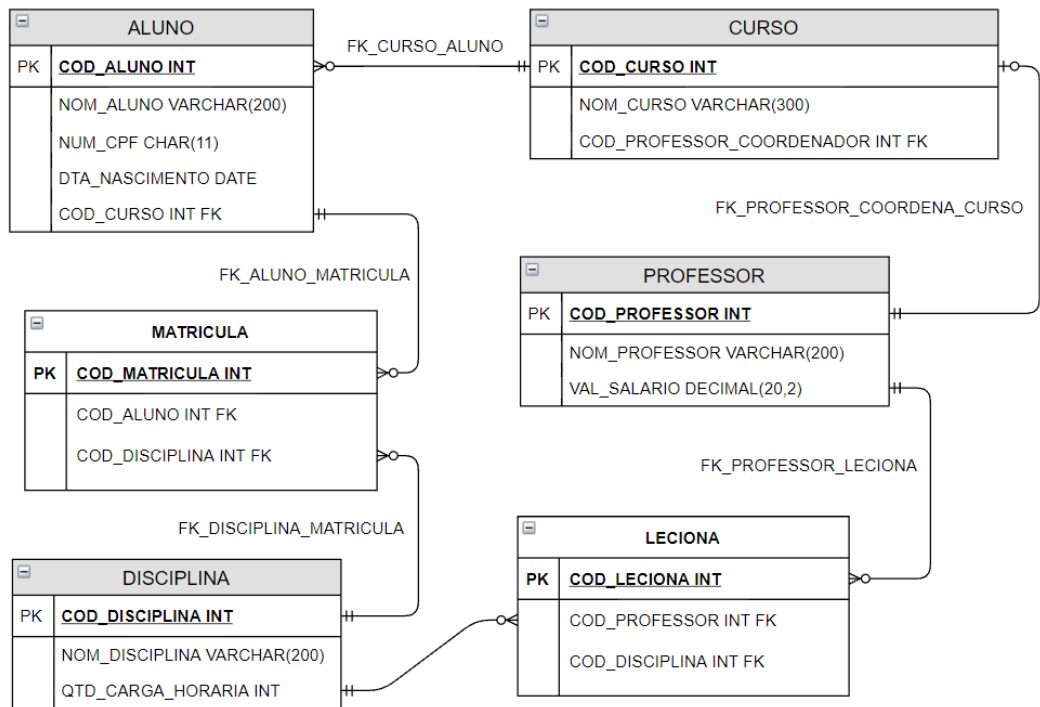 ALUNO
PK COD_ALUNO INT
NOM_ALUNO VARCHAR(200)
NUM_CPF CHAR(11)
DTA_NASCIMENTO DATE
COD_CURSO INT FK
FK_CURSO_ALUNO
CURSO
PK COD_CURSO INT
NOM_CURSO VARCHAR(300)
COD_PROFESSOR_COORDENADOR INT FK
FK_PROFESSOR_COORDENA_CURSO
FK_ALUNO_MATRICULA
PROFESSOR
PK COD_PROFESSOR INT
NOM_PROFESSOR VARCHAR(200)
VAL_SALARIO DECIMAL(20,2)
MATRICULA
PK COD_MATRICULA INT
COD_ALUNO INT FK
COD_DISCIPLINA INT FK
FK_PROFESSOR_LECIONA
FK_DISCIPLINA_MATRICULA
LECIONA
PK COD_LECIONA INT
COD_PROFESSOR INT FK
COD_DISCIPLINA INT FK
DISCIPLINA
PK COD_DISCIPLINA INT
NOM_DISCIPLINA VARCHAR(200)
QTD_CARGA_HORARIA INT